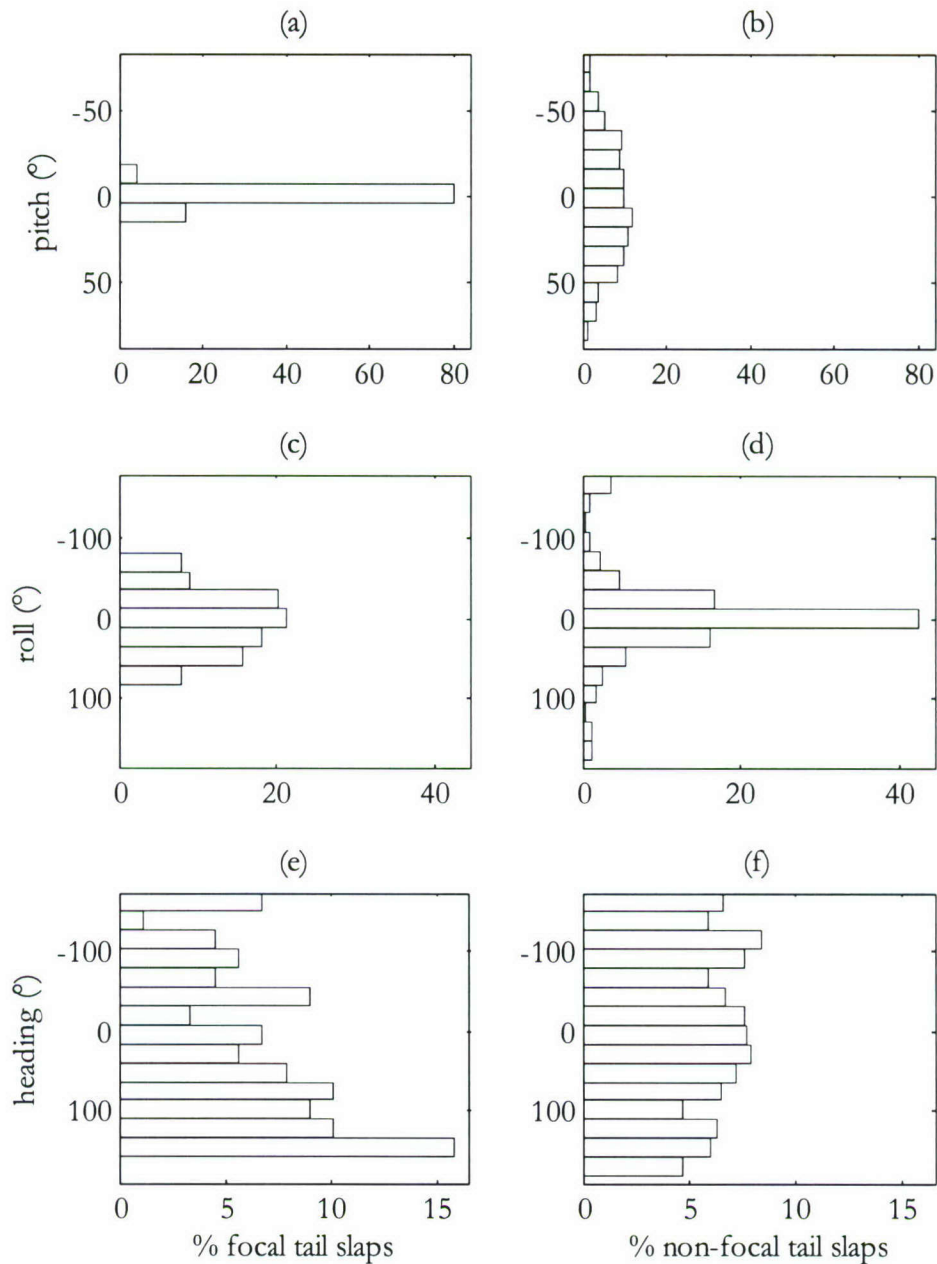 (a)
(b)
pitch (°)
-50
0
50
0 20 40 60 80
-50
0
50
0 20 40 60 80
(c)
(d)
roll (°)
-100
0
100
0 20 40
-100
0
100
0 20 40
(e)
(f)
heading (°)
-100
0
100
0 5 10 15
% focal tail slaps
-100
0
100
0 5 10 15
% non-focal tail slaps